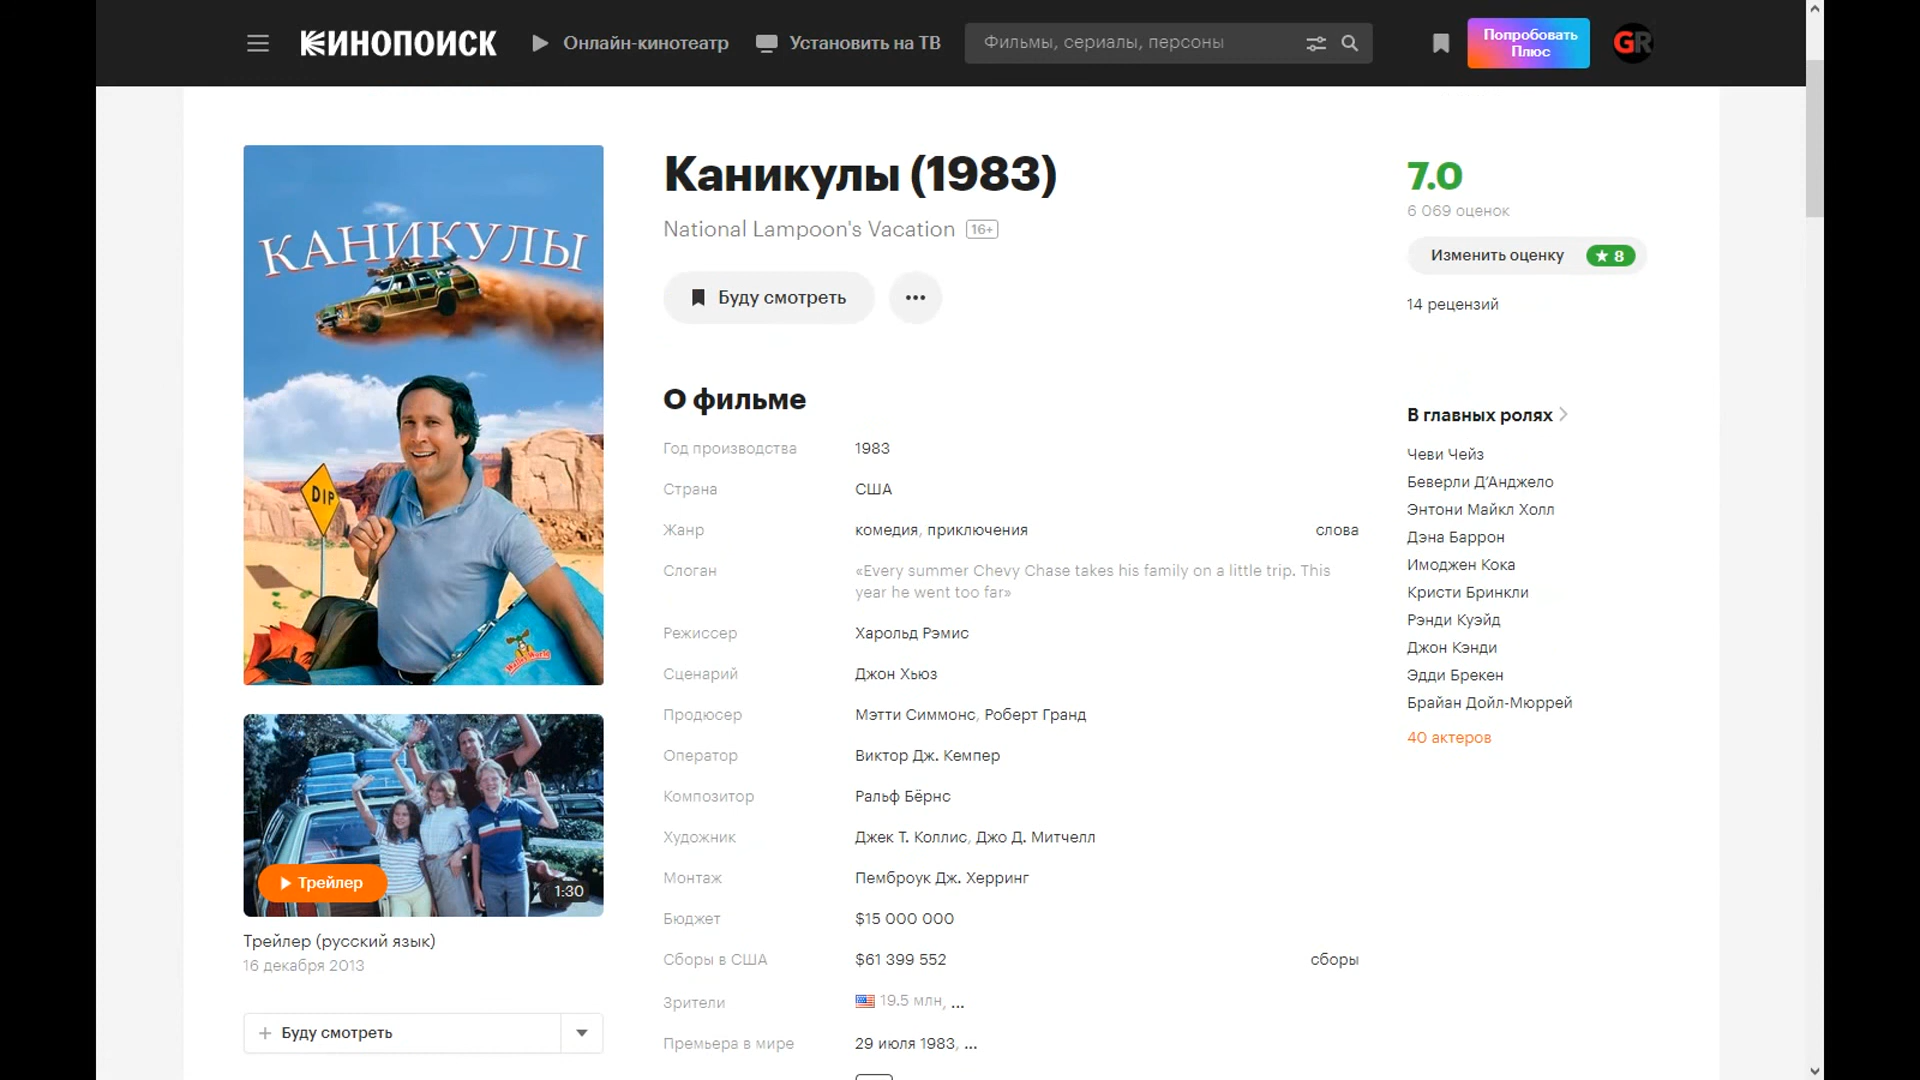 КИНОПОИСК
Онлайн-кинотеатр
Установить на ТВ
Фильмы, сериалы, персоны
Попробовать
Плюс
GR
КАНИКУЛЫ
DIP
Walley World
Трейлер
1:30
Трейлер (русский язык)
16 декабря 2013
+ Буду смотреть
Каникулы (1983)
National Lampoon's Vacation 16+
Буду смотреть
...
О фильме
Год производства 1983
Страна США
Жанр комедия, приключения слова
Слоган «Every summer Chevy Chase takes his family on a little trip. This
year he went too far»
Режиссер Харольд Рэмис
Сценарий Джон Хьюз
Продюсер Мэтти Симмонс, Роберт Гранд
Оператор Виктор Дж. Кемпер
Композитор Ральф Бёрнс
Художник Джек Т. Коллис, Джо Д. Митчелл
Монтаж Пемброук Дж. Херринг
Бюджет $15 000 000
Сборы в США $61 399 552 сборы
Зрители 19.5 млн, ...
Премьера в мире 29 июля 1983, ...
7.0
6 069 оценок
Изменить оценку ★ 8
14 рецензий
В главных ролях
Чеви Чейз
Беверли Д’Анджело
Энтони Майкл Холл
Дэна Баррон
Имоджен Кока
Кристи Бринкли
Рэнди Куэйд
Джон Кэнди
Эдди Брекен
Брайан Дойл-Мюррей
40 актеров